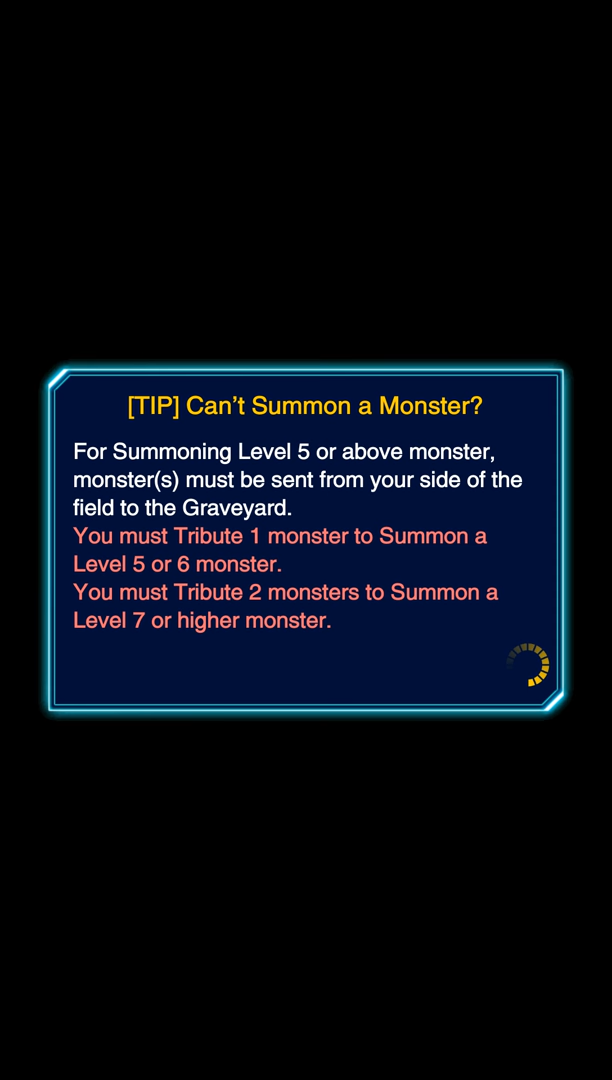 [TIP] Can't Summon a Monster?
For Summoning Level 5 or above monster,
monster(s) must be sent from your side of the
field to the Graveyard.
You must Tribute 1 monster to Summon a
Level 5 or 6 monster.
You must Tribute 2 monsters to Summon a
Level 7 or higher monster.